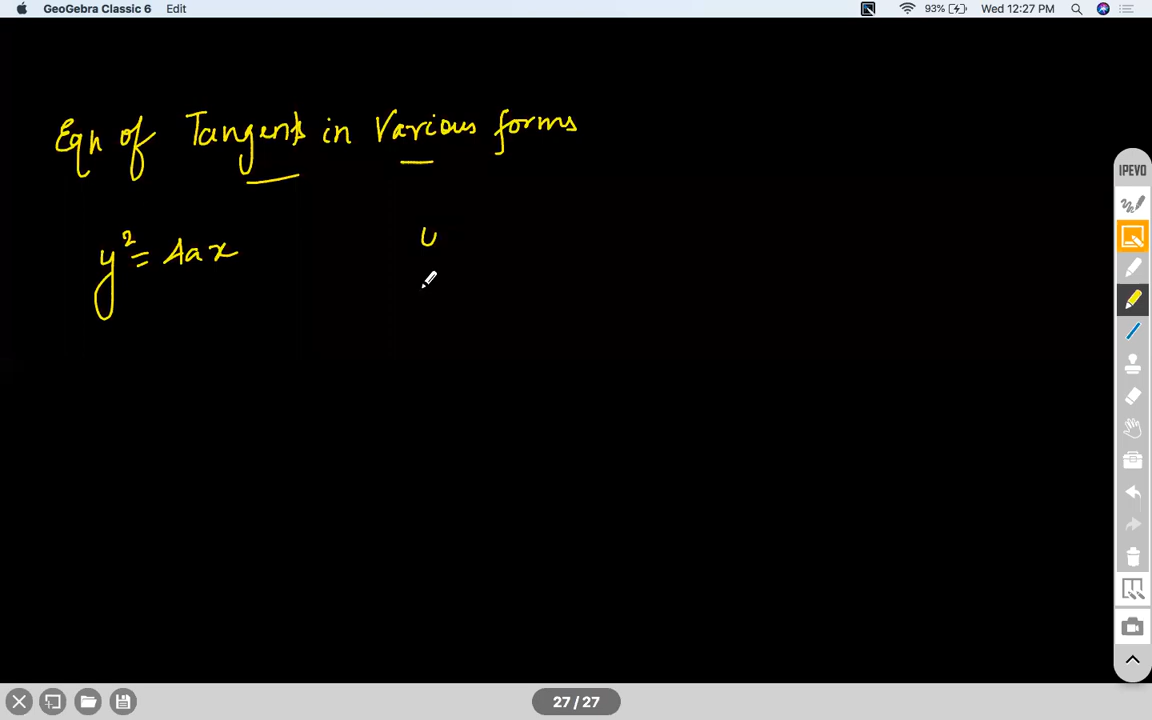 GeoGebra Classic 6 Edit 93% Wed 12:27 PM
Eqn of Tangent in Various forms
y² = 4ax
IPEVO
27 / 27